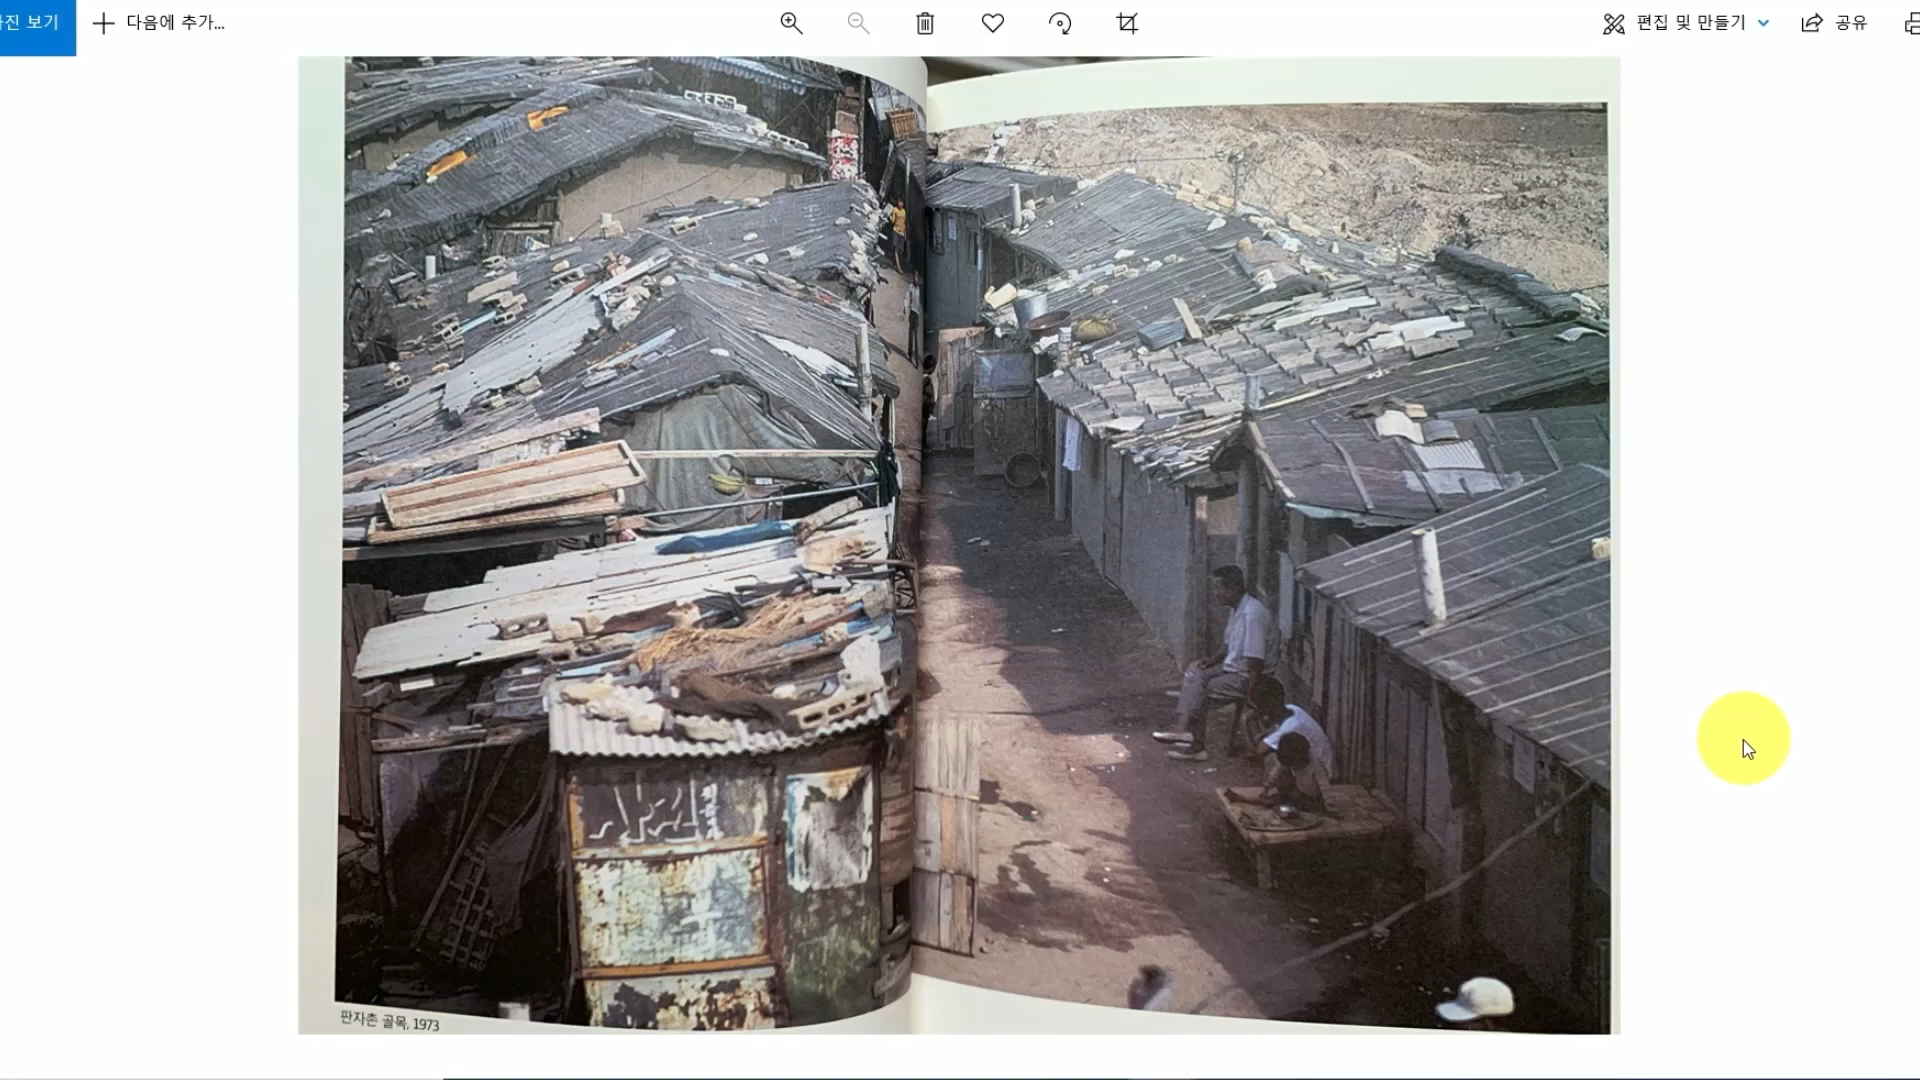 진 보기
다음에 추가...
편집 및 만들기
공유
판자촌 골목, 1973